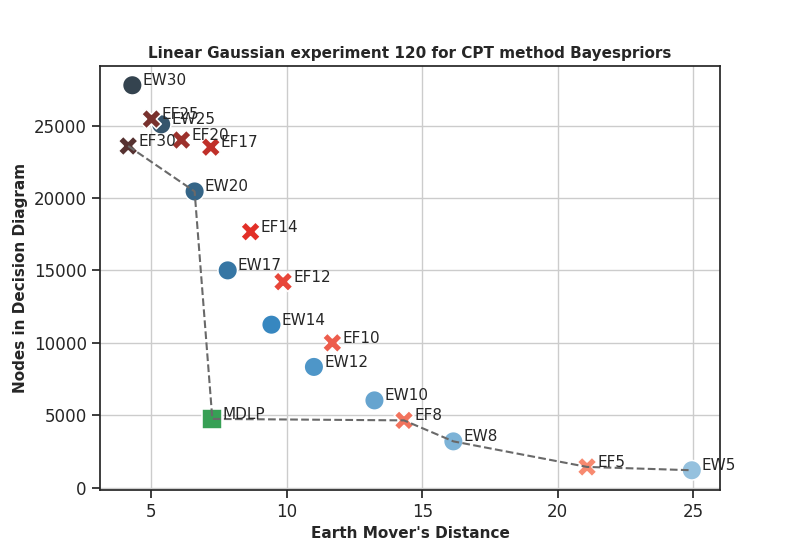 Linear Gaussian experiment 120 for CPT method Bayespriors
EW30
EF25
EW25
EF20
EF30
EF17
EW20
EF14
EW17
EF12
EW14
EF10
EW12
EW10
MDLP
EF8
EW8
EF5
EW5
25000
20000
15000
10000
5000
0
Nodes in Decision Diagram
5
10
15
20
25
Earth Mover's Distance